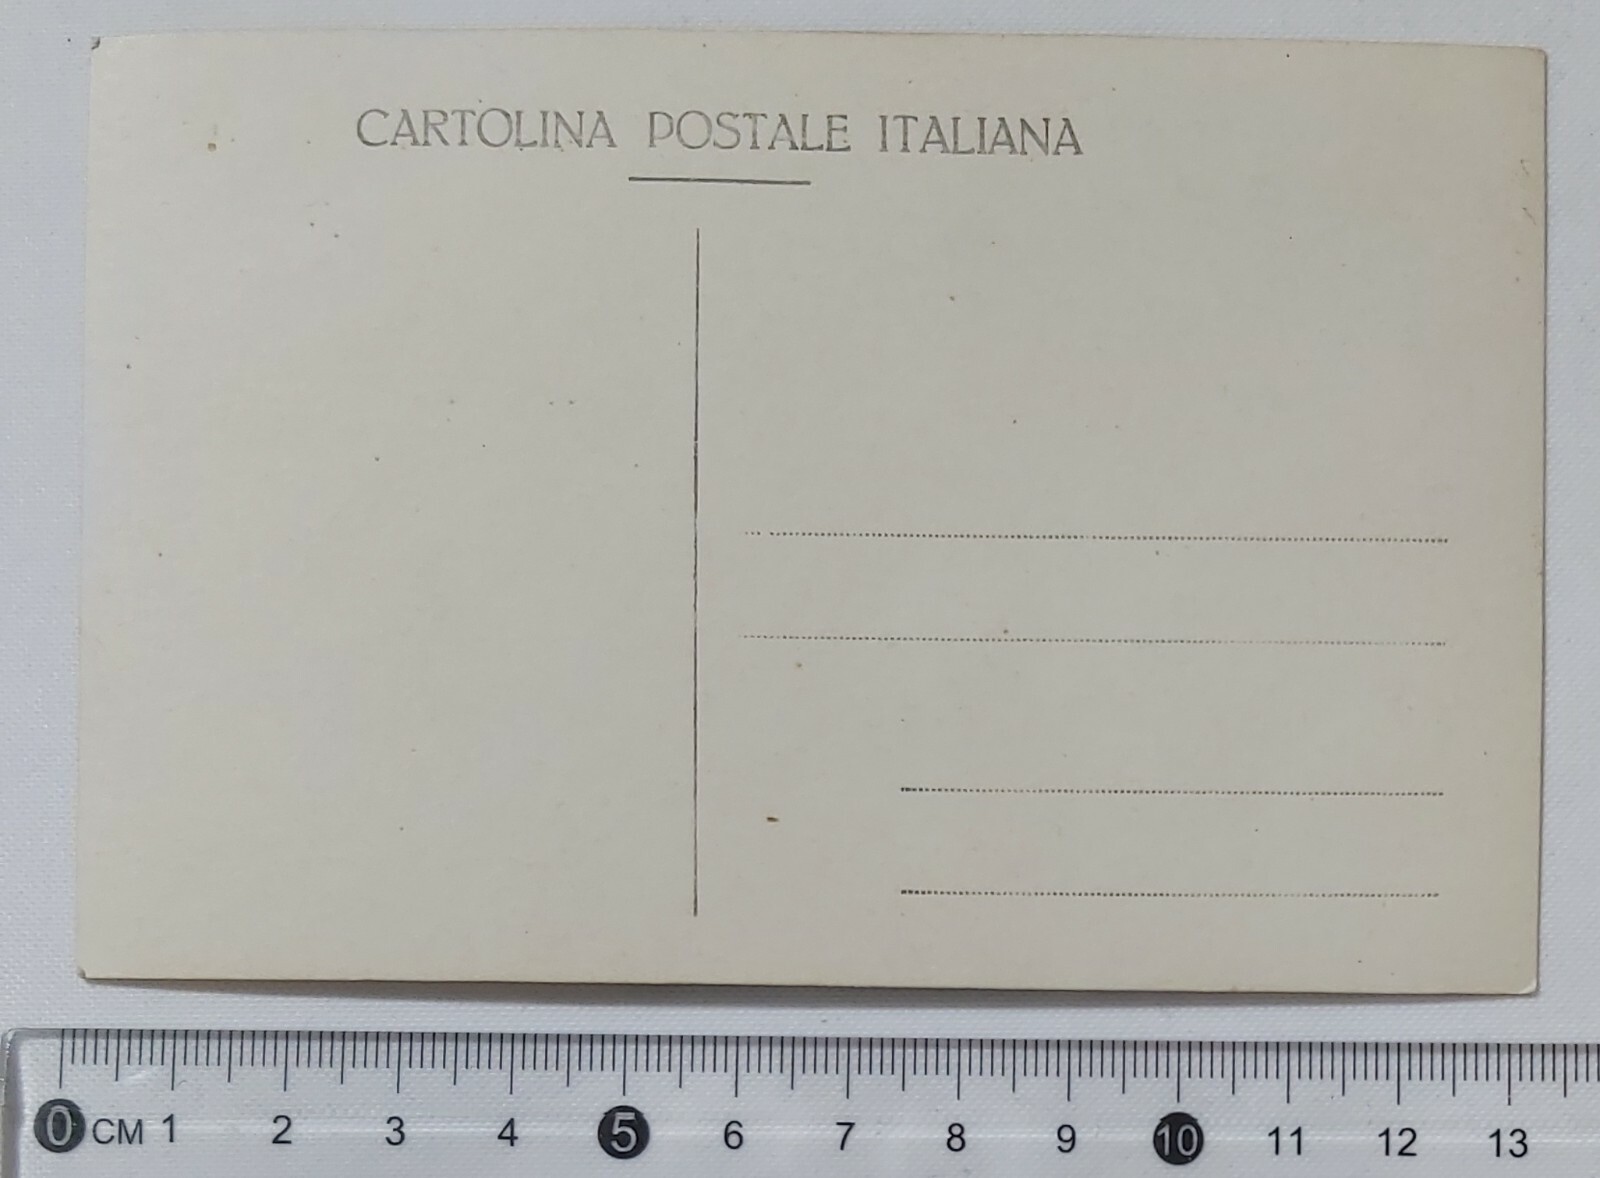 CARTOLINA POSTALE ITALIANA
0 CM 1 2 3 4 5 6 7 8 9 10 11 12 13